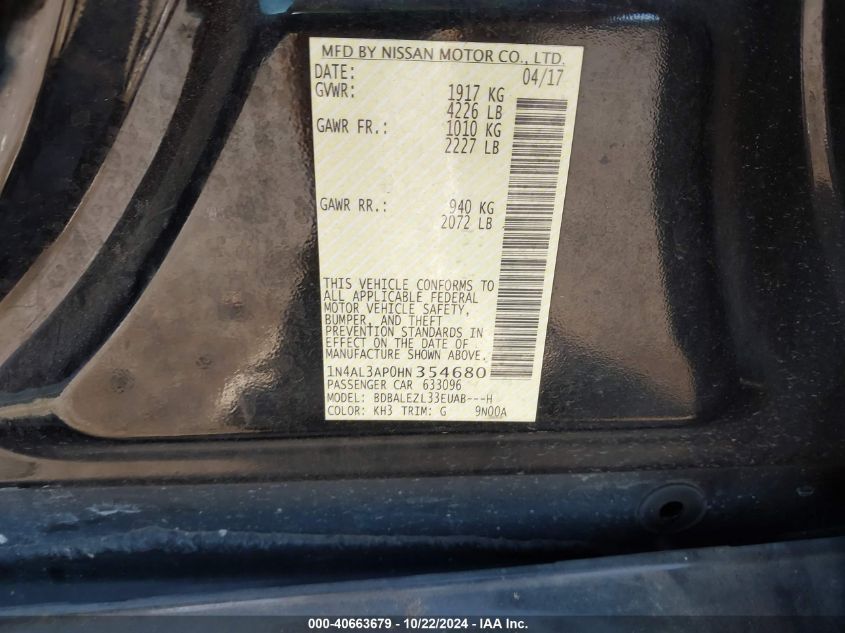 MFD BY NISSAN MOTOR CO., LTD.
DATE: 04/17
GVWR: 1917 KG
4226 LB
GAWR FR.: 1010 KG
2227 LB
GAWR RR.: 940 KG
2072 LB
THIS VEHICLE CONFORMS TO
ALL APPLICABLE FEDERAL
MOTOR VEHICLE SAFETY,
BUMPER, AND THEFT
PREVENTION STANDARDS IN
EFFECT ON THE DATE OF
MANUFACTURE SHOWN ABOVE.
1N4AL3AP0HN354680
PASSENGER CAR 633096
MODEL: BDBALEZL33EUAB---H
COLOR: KH3 TRIM: G 9N00A
000-40663679 - 10/22/2024 - IAA Inc.